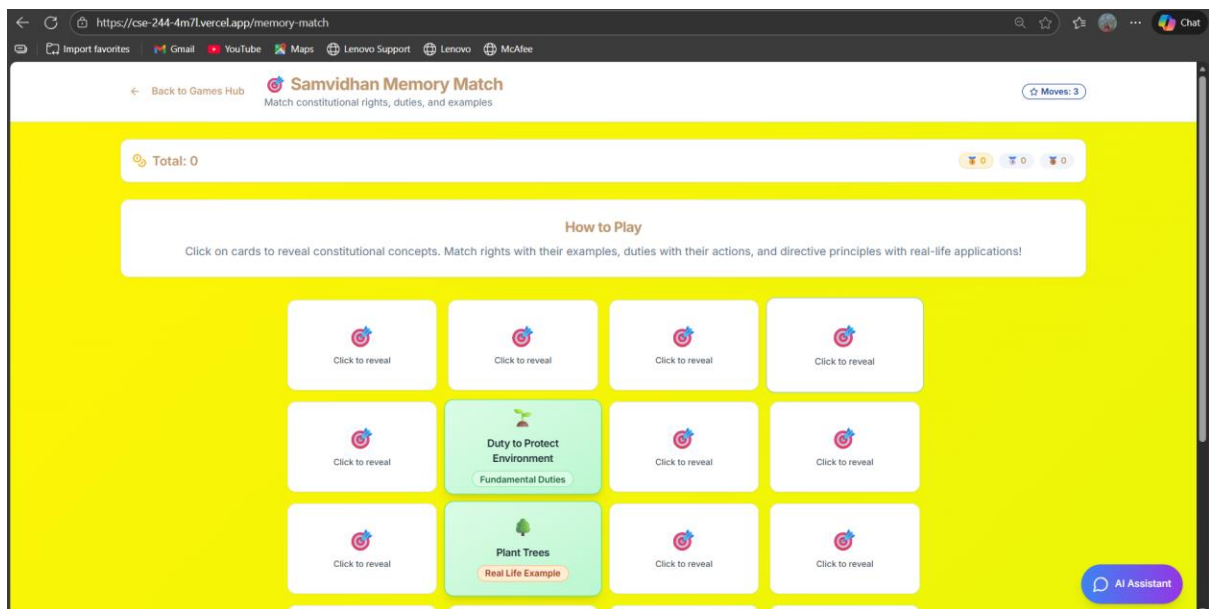 https://cse-244-4m7l.vercel.app/memory-match
Chat
Import favorites Gmail YouTube Maps Lenovo Support Lenovo McAfee
Back to Games Hub
Samvidhan Memory Match
Match constitutional rights, duties, and examples
Moves: 3
Total: 0
0 0 0
How to Play
Click on cards to reveal constitutional concepts. Match rights with their examples, duties with their actions, and directive principles with real-life applications!
Click to reveal Click to reveal Click to reveal Click to reveal
Click to reveal
Duty to Protect
Environment
Fundamental Duties
Click to reveal Click to reveal
Click to reveal
Plant Trees
Real Life Example
Click to reveal Click to reveal
AI Assistant